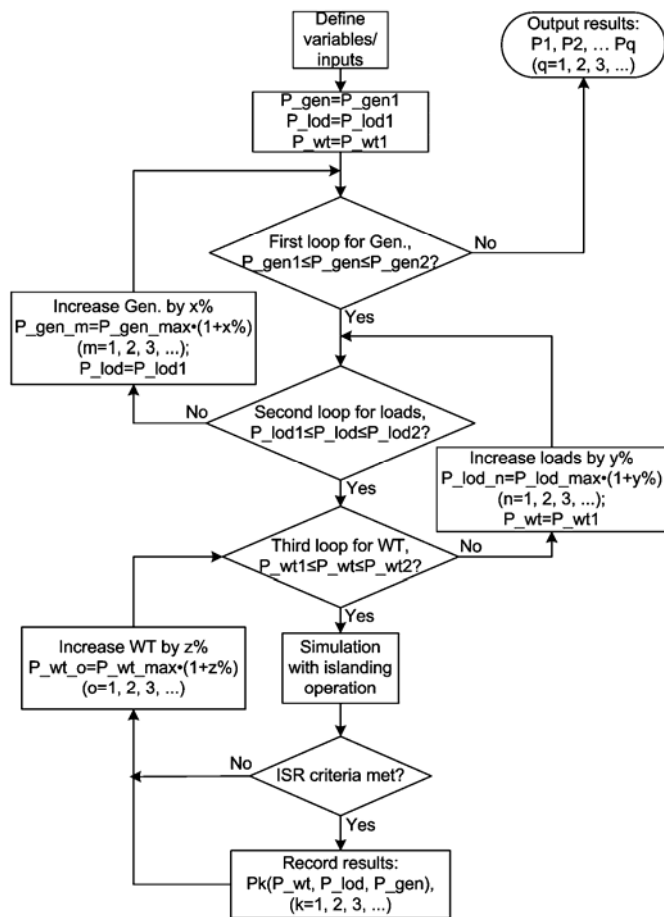 Define
variables/
inputs
Output results:
P1, P2, ... Pq
(q=1, 2, 3, ...)
P_gen=P_gen1
P_lod=P_lod1
P_wt=P_wt1
First loop for Gen.,
P_gen1≤P_gen≤P_gen2?
No
Yes
Increase Gen. by x%
P_gen_m=P_gen_max•(1+x%)
(m=1, 2, 3, ...);
P_lod=P_lod1
No
Second loop for loads,
P_lod1≤P_lod≤P_lod2?
Yes
Increase loads by y%
P_lod_n=P_lod_max•(1+y%)
(n=1, 2, 3, ...);
P_wt=P_wt1
Third loop for WT,
P_wt1≤P_wt≤P_wt2?
No
Yes
Increase WT by z%
P_wt_o=P_wt_max•(1+z%)
(o=1, 2, 3, ...)
Simulation
with islanding
operation
No
ISR criteria met?
Yes
Record results:
Pk(P_wt, P_lod, P_gen),
(k=1, 2, 3, ...)